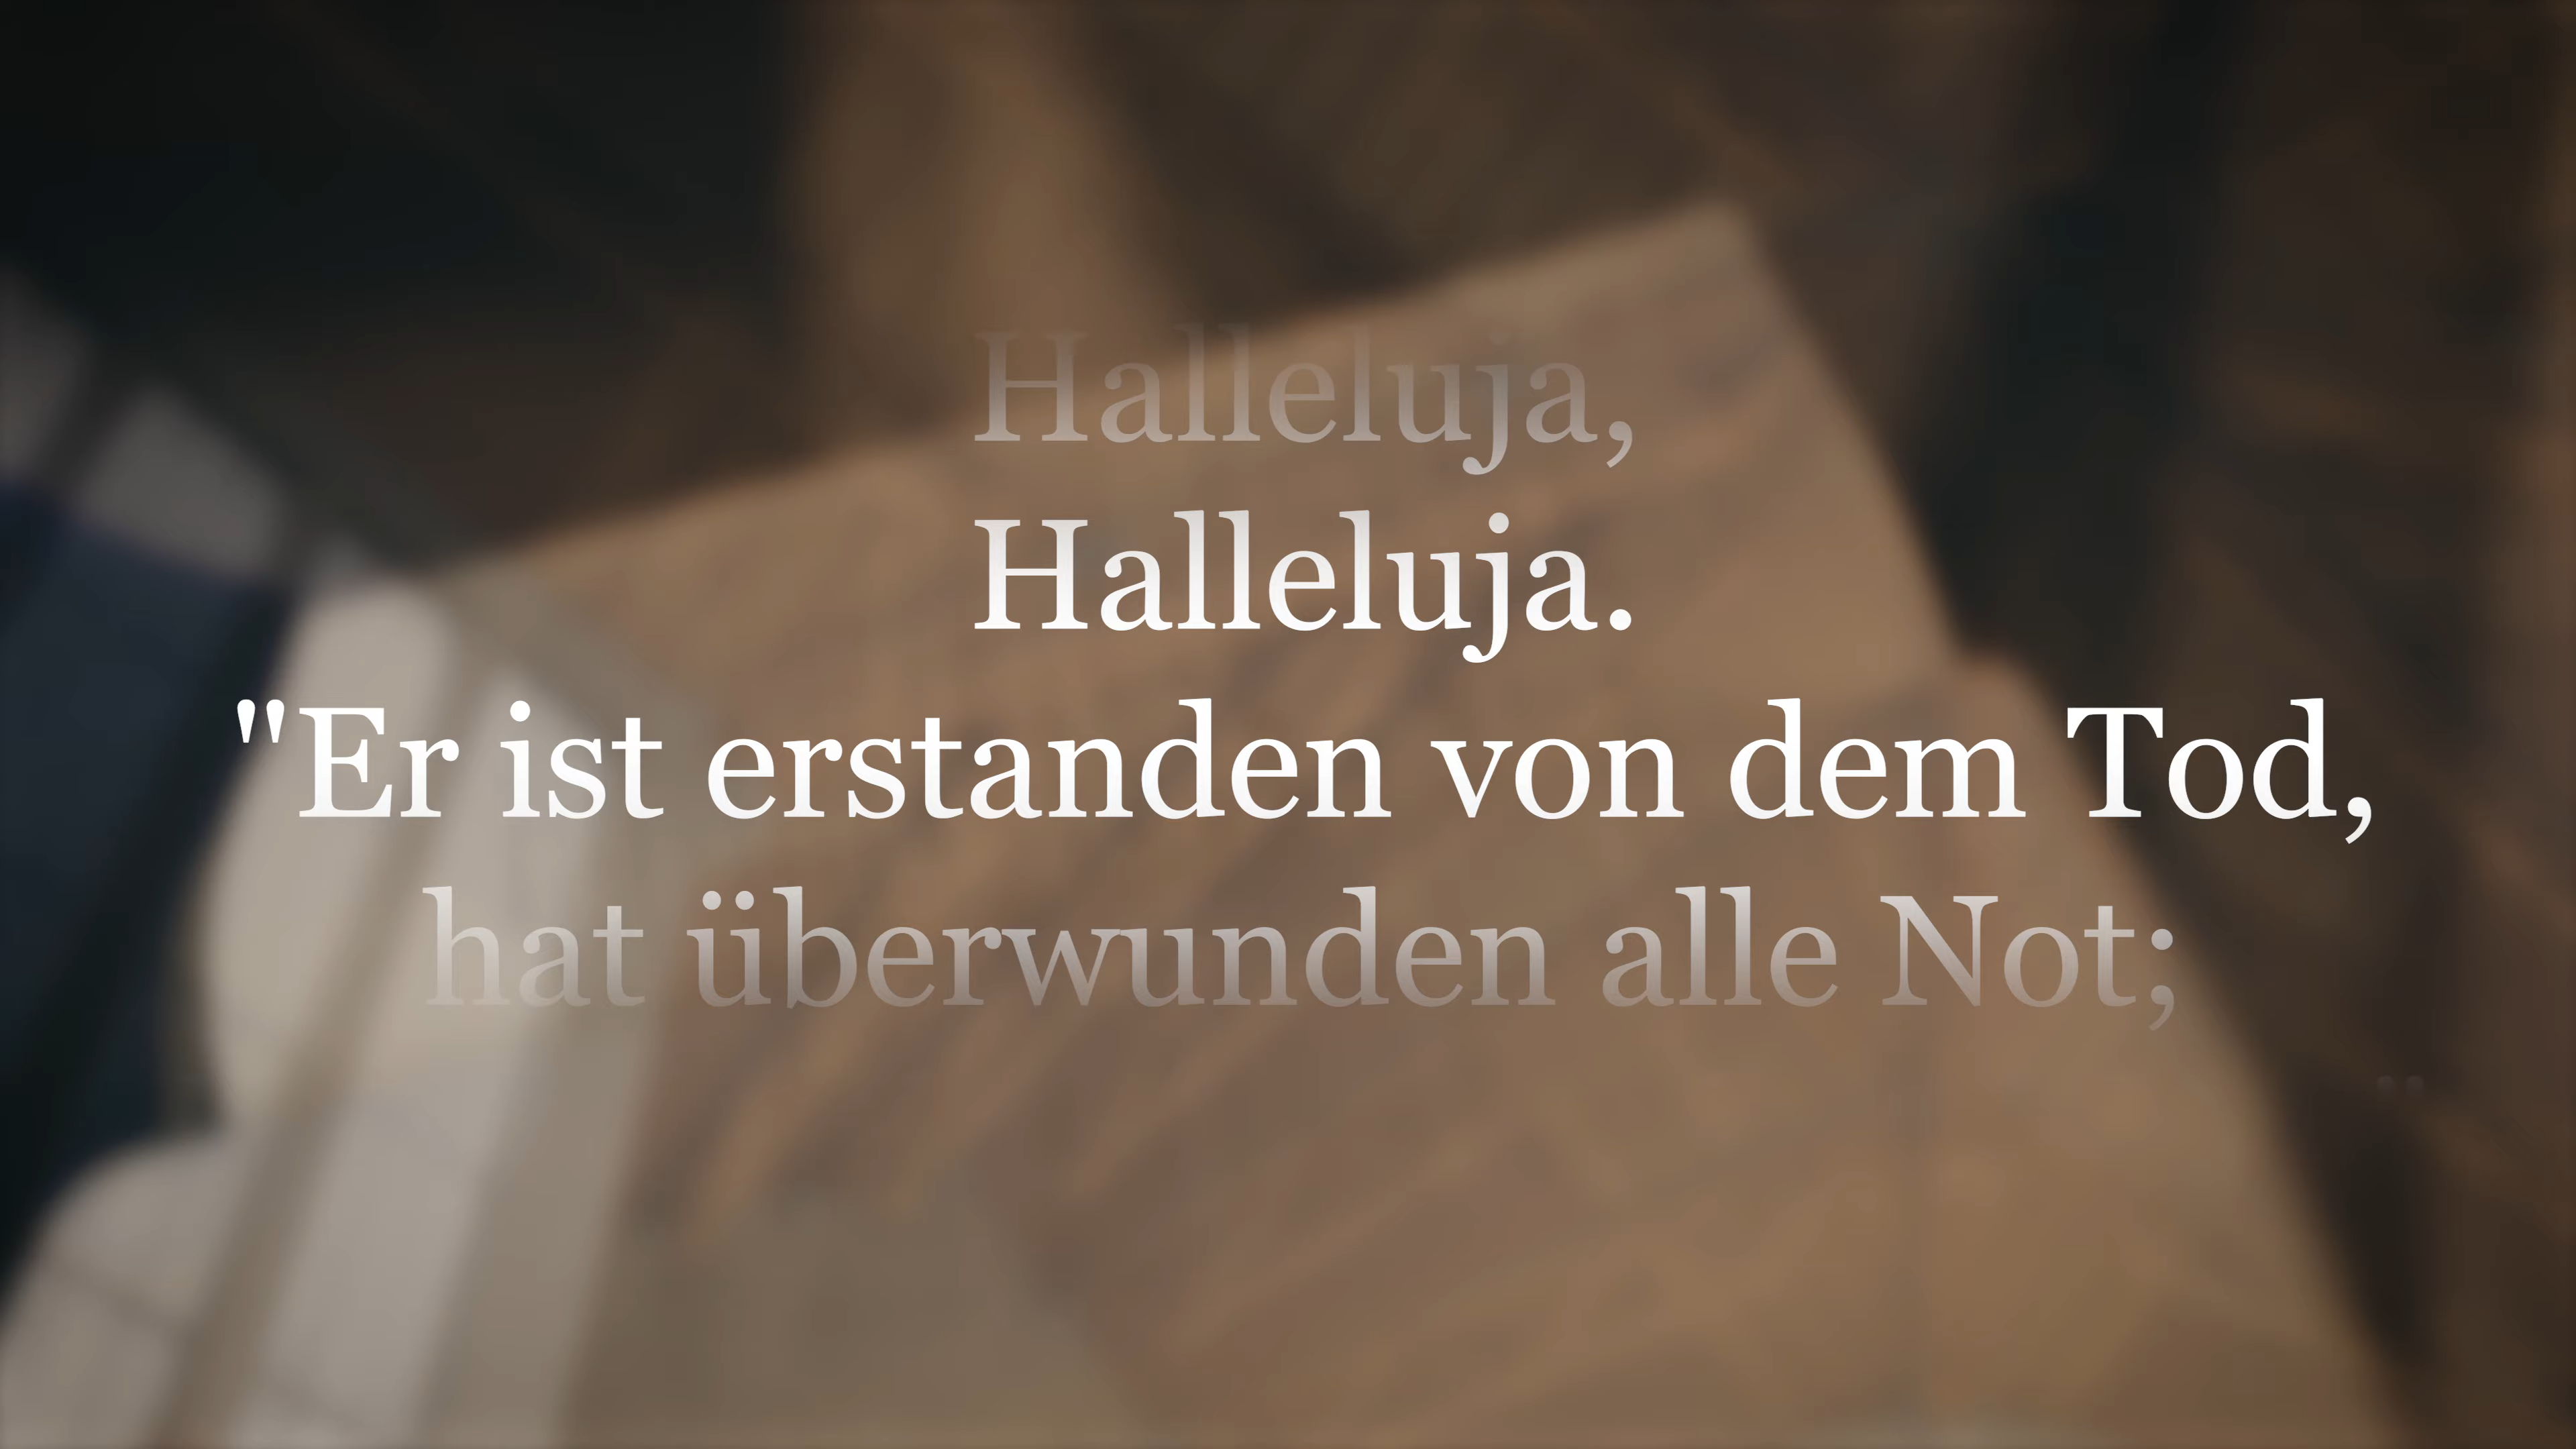 Halleluja,
Halleluja.
"Er ist erstanden von dem Tod,
hat überwunden alle Not;